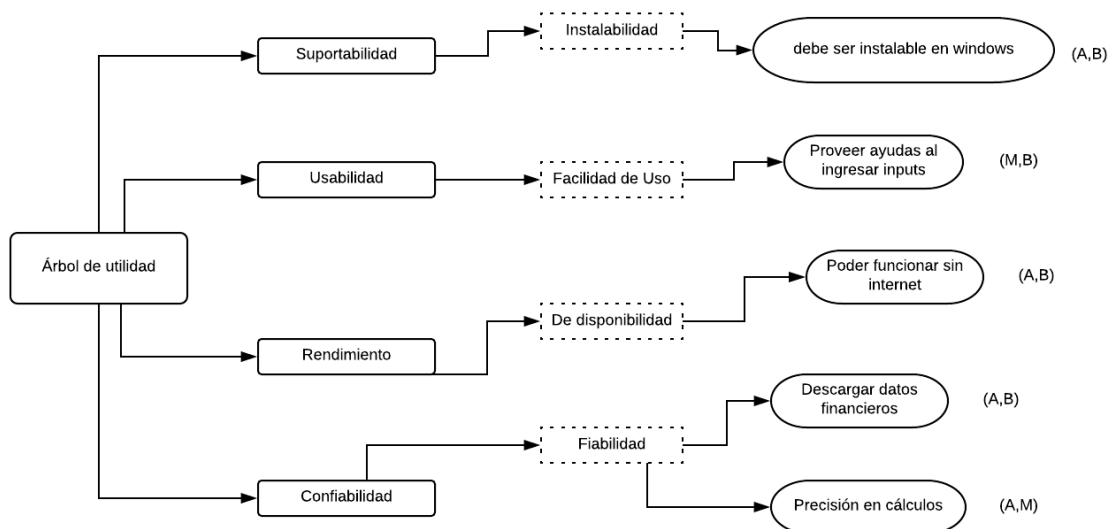 Suportabilidad
Instalabilidad
debe ser instalable en windows
(A,B)
Usabilidad
Facilidad de Uso
Proveer ayudas al
ingresar inputs
(M,B)
Árbol de utilidad
Rendimiento
De disponibilidad
Poder funcionar sin
internet
(A,B)
Confiabilidad
Fiabilidad
Descargar datos
financieros
(A,B)
Precisión en cálculos
(A,M)